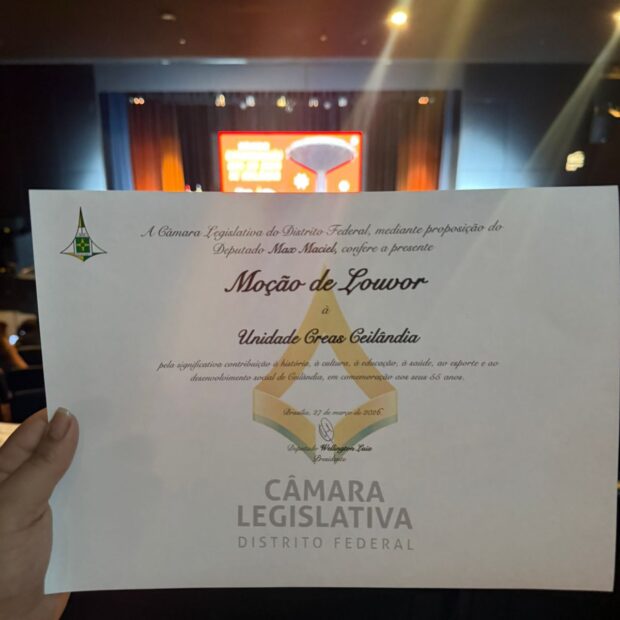 A Câmara Legislativa do Distrito Federal, mediante proposição do
Deputado Max Maciel, confere a presente
Moção de Louvor
à
Unidade Creas Ceilândia
pela significativa contribuição à história, à cultura, à educação, à saúde, ao esporte e ao
desenvolvimento social de Ceilândia, em comemoração aos seus 55 anos.
Brasília, 27 de março de 2026
Deputado Wellington Luiz
Presidente
CÂMARA
LEGISLATIVA
DISTRITO FEDERAL